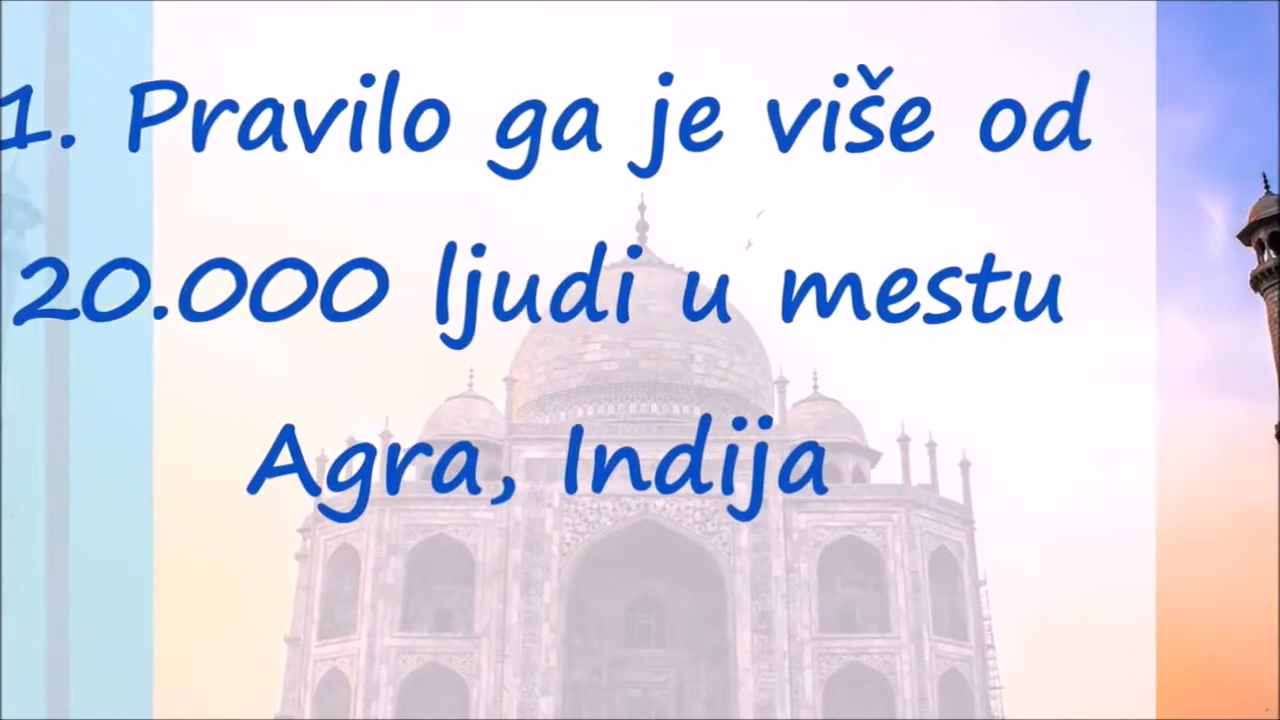 1. Pravilo ga je više od
20.000 ljudi u mestu
Agra, Indija